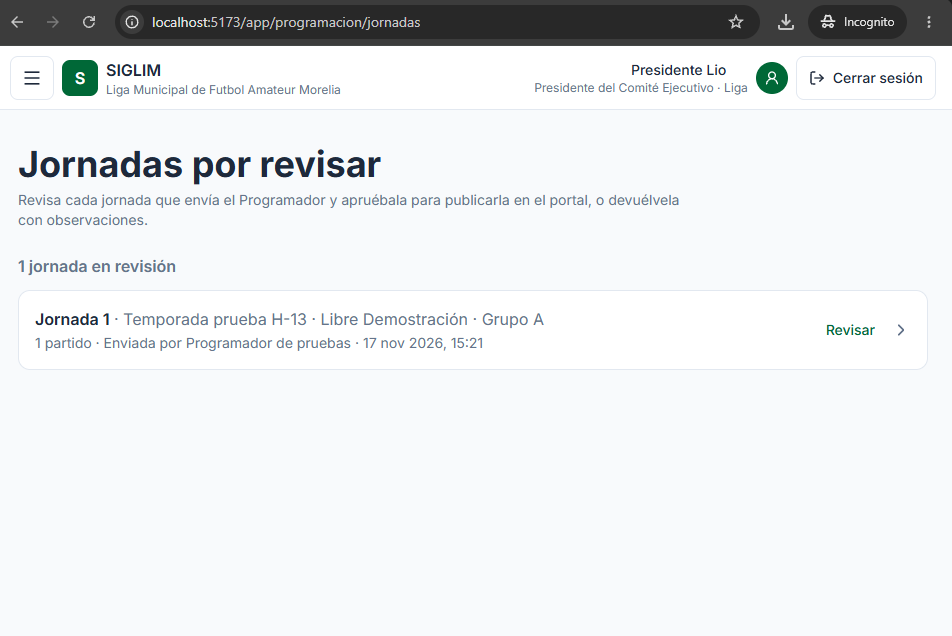 localhost:5173/app/programacion/jornadas
Incognito
S
SIGLIM
Liga Municipal de Futbol Amateur Morelia
Presidente Lio
Presidente del Comité Ejecutivo · Liga
Cerrar sesión
Jornadas por revisar
Revisa cada jornada que envía el Programador y apruébala para publicarla en el portal, o devuélvela
con observaciones.
1 jornada en revisión
Jornada 1 · Temporada prueba H-13 · Libre Demostración · Grupo A
1 partido · Enviada por Programador de pruebas · 17 nov 2026, 15:21
Revisar